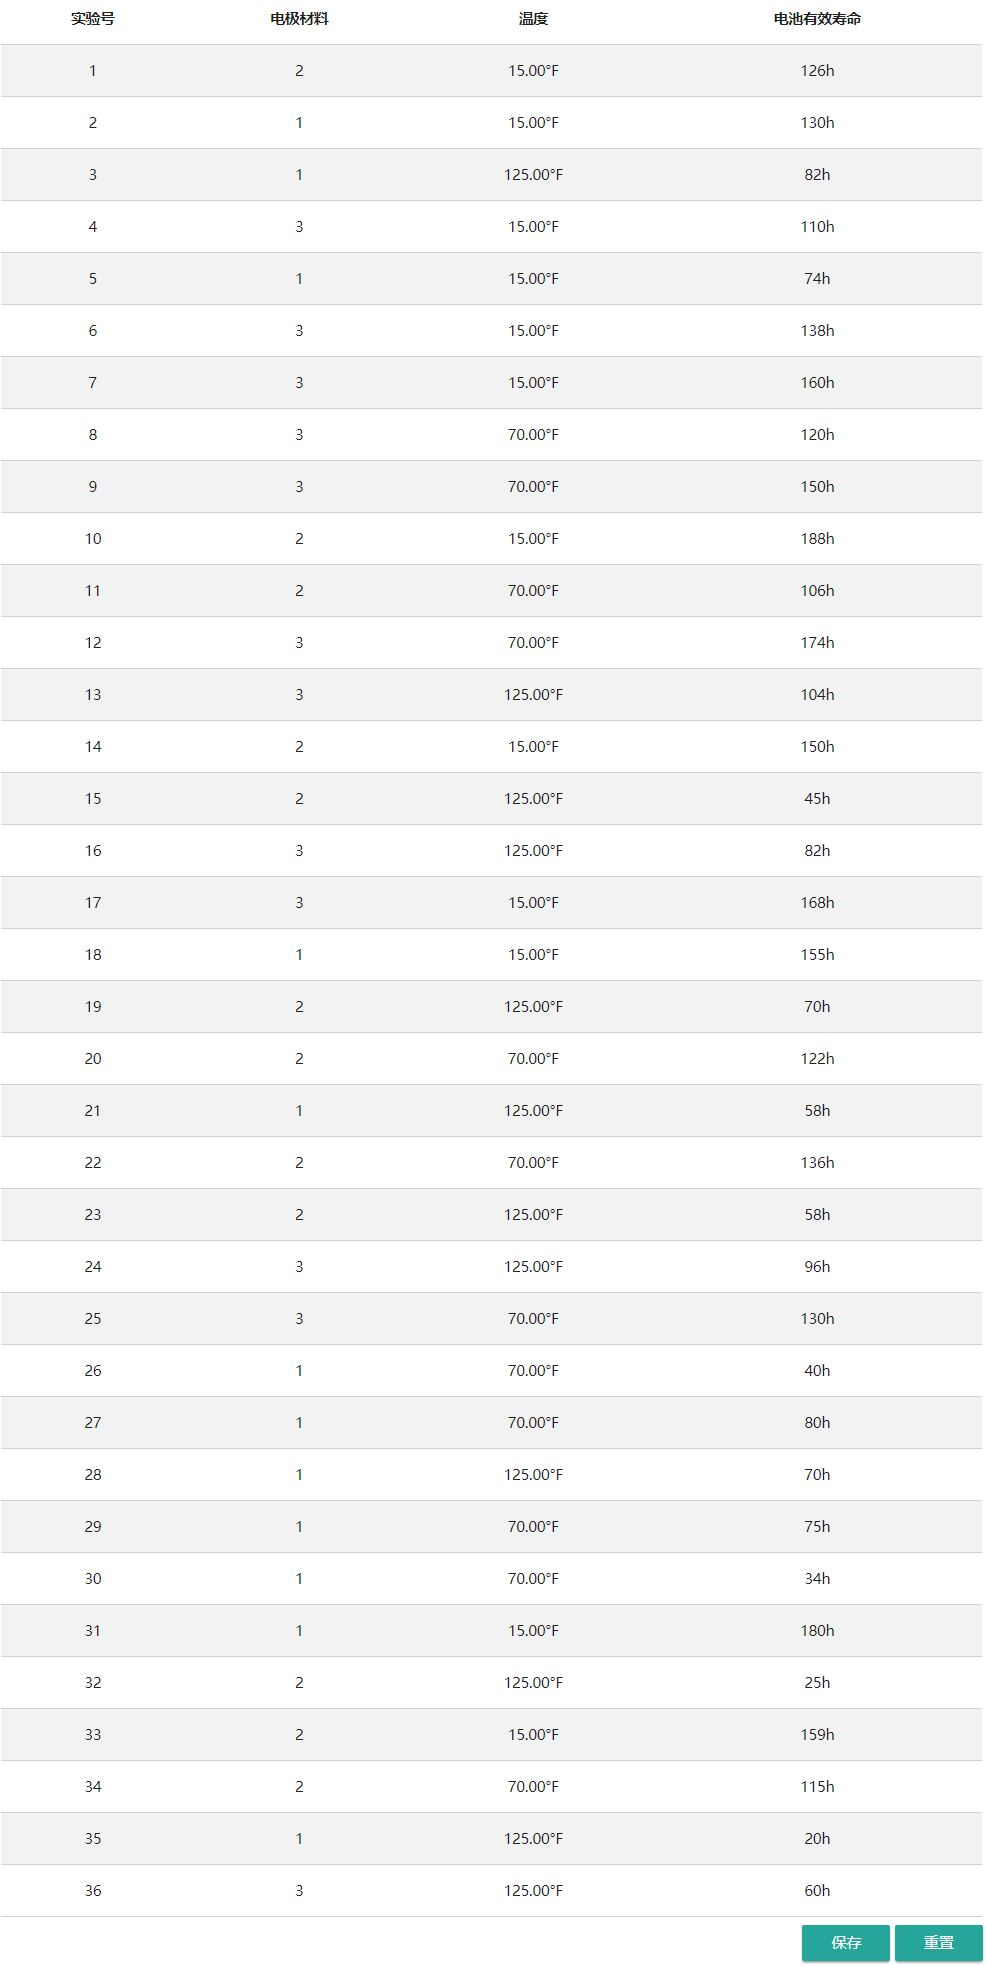 实验号 电极材料 温度 电池有效寿命
1 2 15.00°F 126h
2 1 15.00°F 130h
3 1 125.00°F 82h
4 3 15.00°F 110h
5 1 15.00°F 74h
6 3 15.00°F 138h
7 3 15.00°F 160h
8 3 70.00°F 120h
9 3 70.00°F 150h
10 2 15.00°F 188h
11 2 70.00°F 106h
12 3 70.00°F 174h
13 3 125.00°F 104h
14 2 15.00°F 150h
15 2 125.00°F 45h
16 3 125.00°F 82h
17 3 15.00°F 168h
18 1 15.00°F 155h
19 2 125.00°F 70h
20 2 70.00°F 122h
21 1 125.00°F 58h
22 2 70.00°F 136h
23 2 125.00°F 58h
24 3 125.00°F 96h
25 3 70.00°F 130h
26 1 70.00°F 40h
27 1 70.00°F 80h
28 1 125.00°F 70h
29 1 70.00°F 75h
30 1 70.00°F 34h
31 1 15.00°F 180h
32 2 125.00°F 25h
33 2 15.00°F 159h
34 2 70.00°F 115h
35 1 125.00°F 20h
36 3 125.00°F 60h
保存 重置